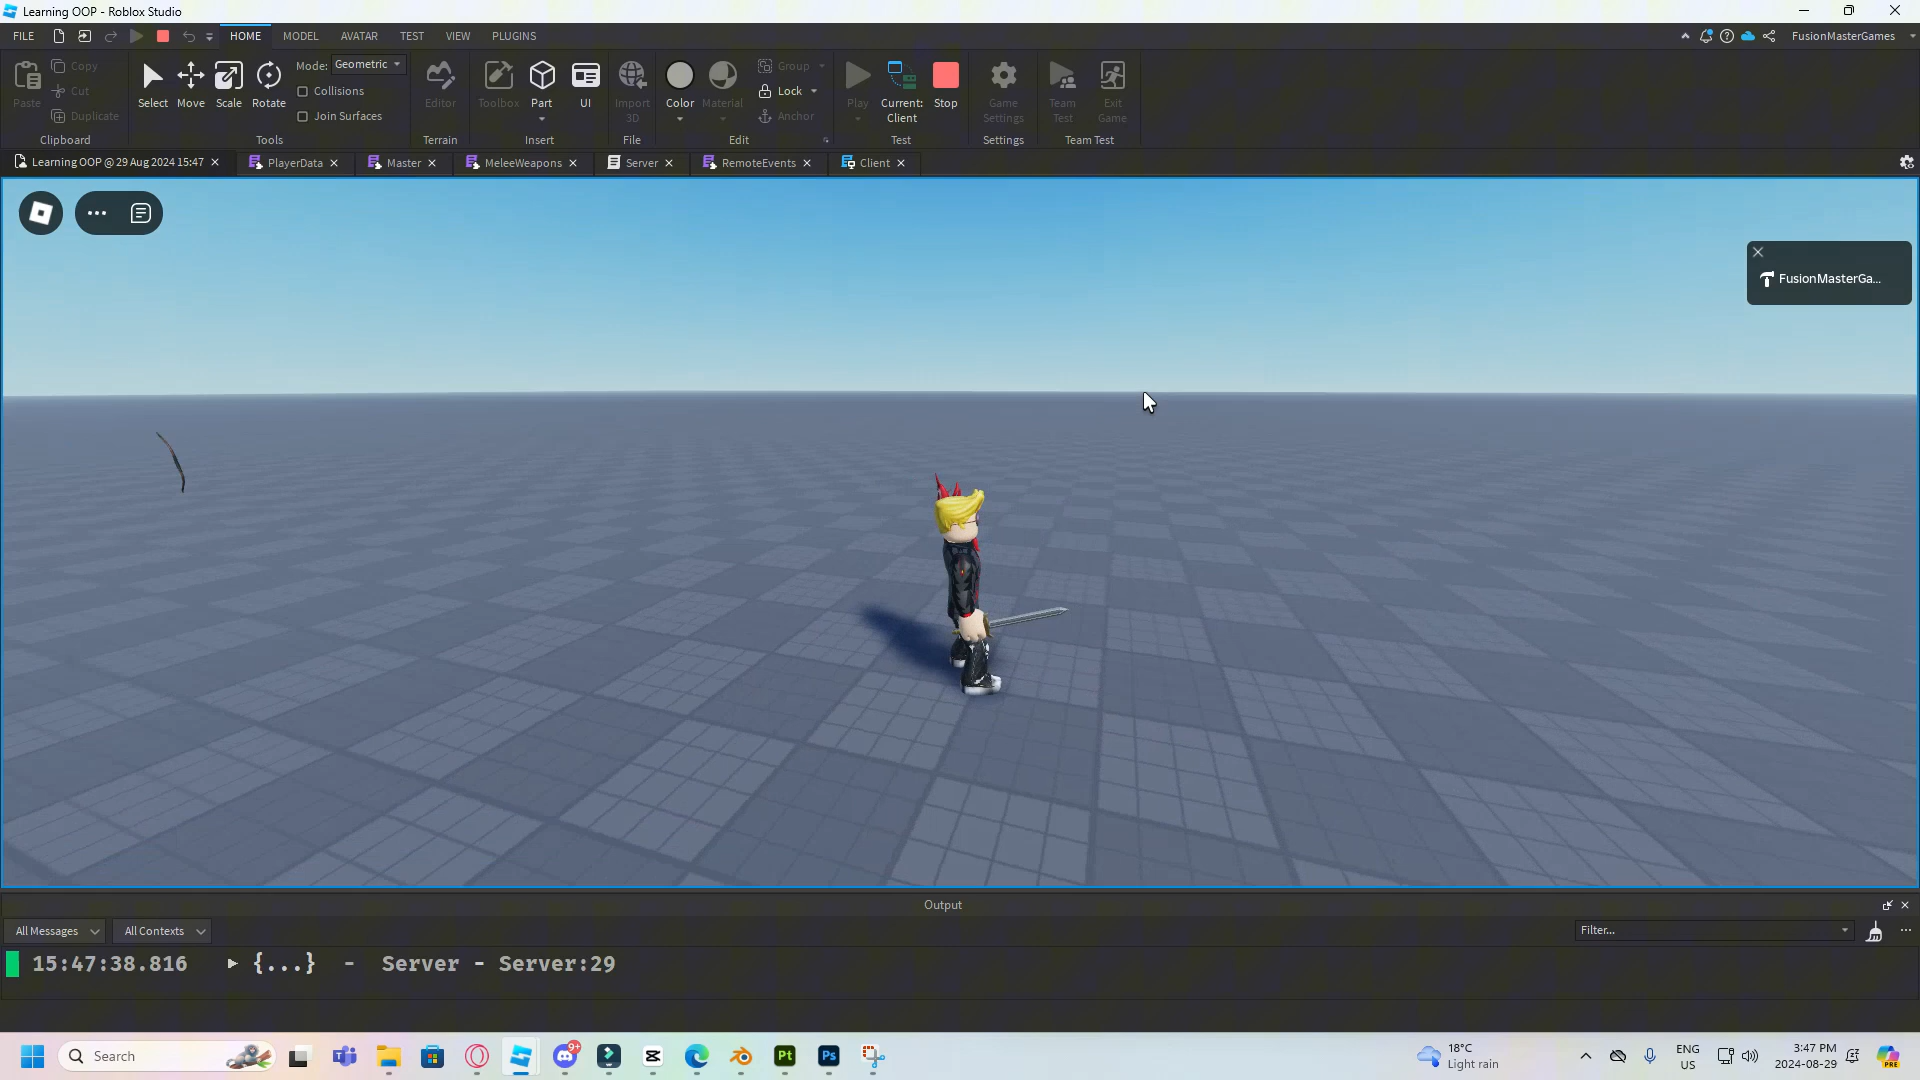 Learning OOP - Roblox Studio
FILE HOME MODEL AVATAR TEST VIEW PLUGINS FusionMasterGames
Paste Copy Cut Duplicate Clipboard
Select Move Scale Rotate Mode: Geometric Collisions Join Surfaces Tools
Editor Terrain
Toolbox Part UI Insert
Import 3D File
Color Material Group Lock Anchor Edit
Play Current: Client Stop Test
Game Settings Settings
Team Test Exit Game Team Test
Learning OOP @ 29 Aug 2024 15:47 PlayerData Master MeleeWeapons Server RemoteEvents Client
FusionMasterGa...
Output
All Messages All Contexts Filter...
15:47:38.816 ▶ {...} - Server - Server:29
Search
9+
Pt
Ps
18°C
Light rain
ENG
US
3:47 PM
2024-08-29
PRE